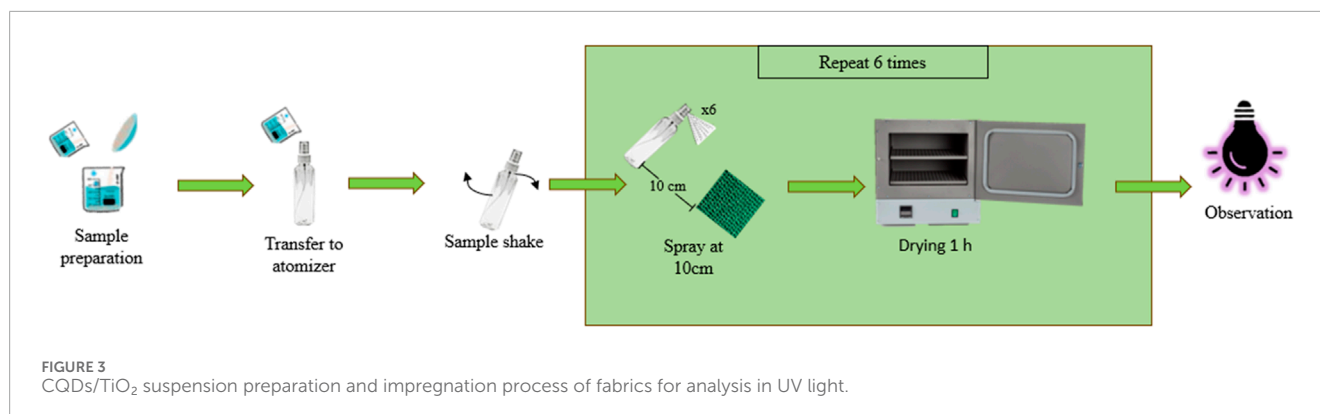 Repeat 6 times
x6
10 cm
Sample
preparation
Transfer to
atomizer
Sample shake
Spray at
10cm
Drying 1 h
Observation
FIGURE 3
CQDs/TiO₂ suspension preparation and impregnation process of fabrics for analysis in UV light.